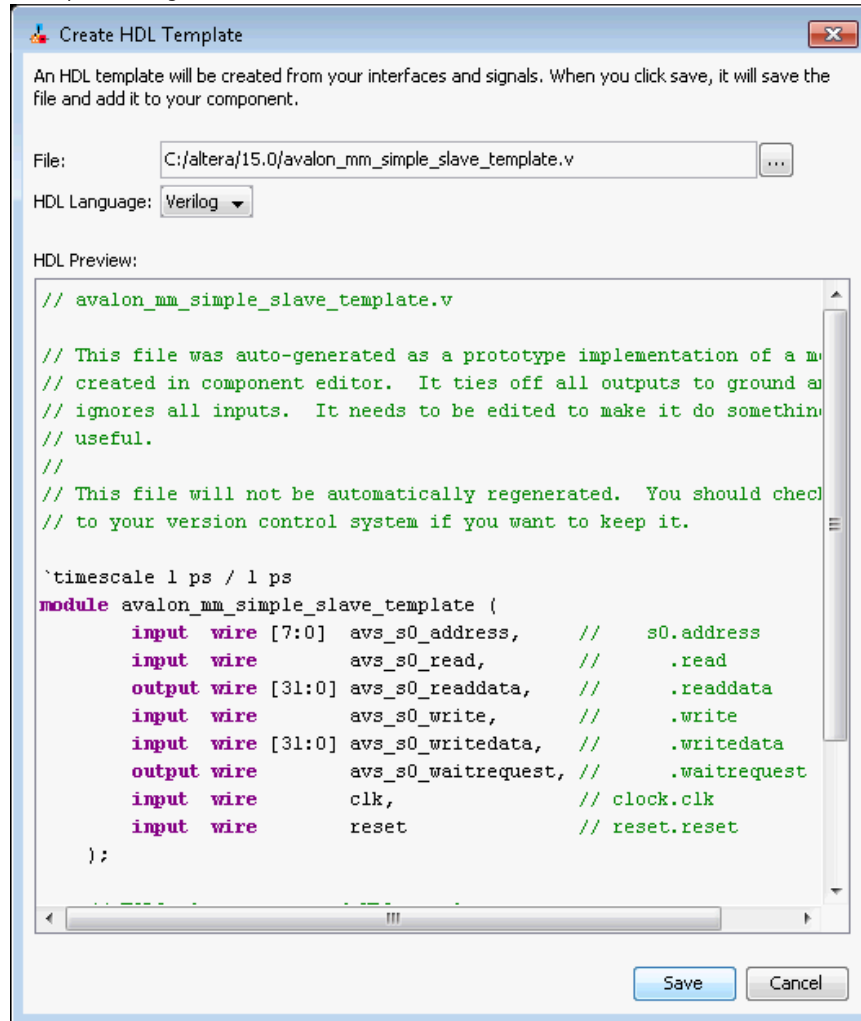 Create HDL Template
An HDL template will be created from your interfaces and signals. When you click save, it will save the
file and add it to your component.
File: C:/altera/15.0/avalon_mm_simple_slave_template.v ...
HDL Language: Verilog
HDL Preview:
// avalon_mm_simple_slave_template.v
// This file was auto-generated as a prototype implementation of a
// created in component editor.  It ties off all outputs to ground
// ignores all inputs.  It needs to be edited to make it do
// useful.
//
// This file will not be automatically regenerated.  You should
// to your version control system if you want to keep it.
`timescale 1 ps / 1 ps
module avalon_mm_simple_slave_template (
input  wire [7:0]  avs_s0_address,     //    s0.address
input  wire        avs_s0_read,        //      .read
output wire [31:0] avs_s0_readdata,    //      .readdata
input  wire        avs_s0_write,       //      .write
input  wire [31:0] avs_s0_writedata,   //      .writedata
output wire        avs_s0_waitrequest, //      .waitrequest
input  wire        clk,                // clock.clk
input  wire        reset               // reset.reset
);
Save Cancel